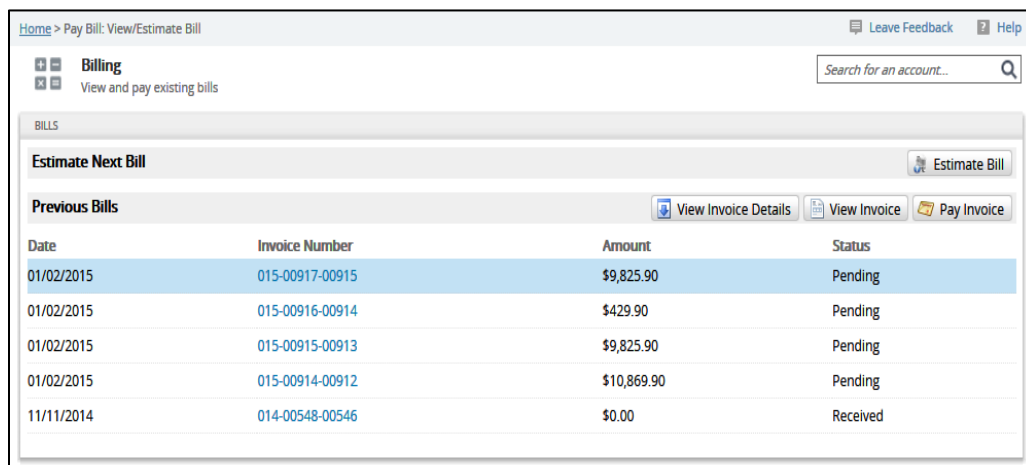 Home > Pay Bill: View/Estimate Bill Leave Feedback ? Help
Billing Search for an account...
View and pay existing bills
BILLS
Estimate Next Bill Estimate Bill
Previous Bills View Invoice Details View Invoice Pay Invoice
Date Invoice Number Amount Status
01/02/2015 015-00917-00915 $9,825.90 Pending
01/02/2015 015-00916-00914 $429.90 Pending
01/02/2015 015-00915-00913 $9,825.90 Pending
01/02/2015 015-00914-00912 $10,869.90 Pending
11/11/2014 014-00548-00546 $0.00 Received